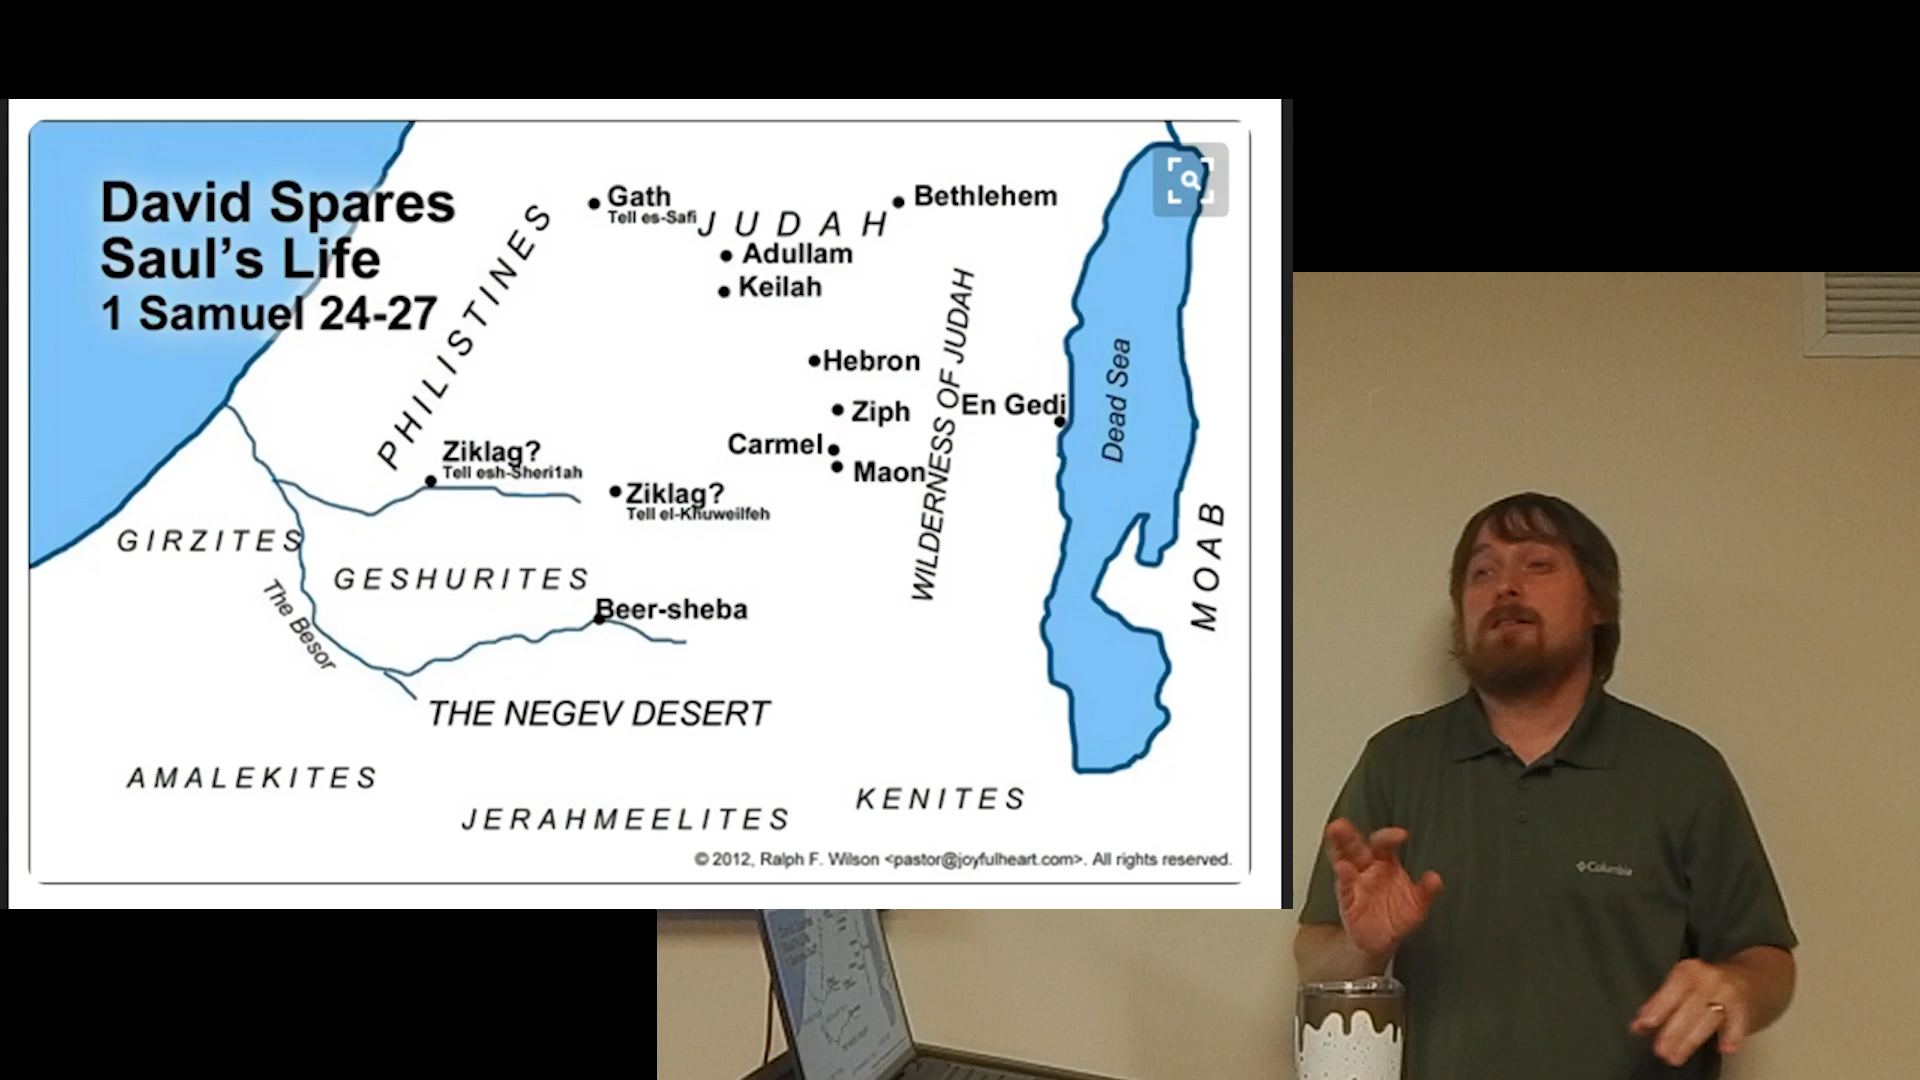 David Spares
Saul's Life
1 Samuel 24-27
PHILISTINES
Gath
Tell es-Safi
JUDAH
Bethlehem
Adullam
Keilah
Hebron
Ziph
Carmel
Maon
WILDERNESS OF JUDAH
En Gedi
Dead Sea
MOAB
Ziklag?
Tell esh-Sheri1ah
Ziklag?
Tell el-Khuweilfeh
GIRZITES
GESHURITES
The Besor
Beer-sheba
THE NEGEV DESERT
AMALEKITES
JERAHMEELITES
KENITES
© 2012, Ralph F. Wilson <pastor@joyfulheart.com>. All rights reserved.
Columbia